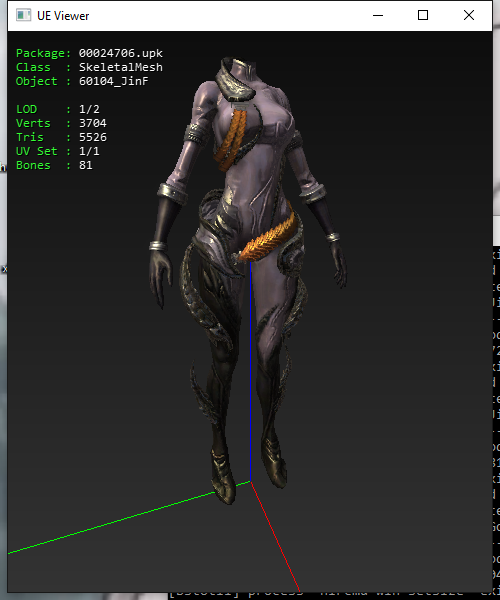 UE Viewer
Package: 00024706.upk
Class : SkeletalMesh
Object : 60104_JinF
LOD : 1/2
Verts : 3704
Tris : 5526
UV Set : 1/1
Bones : 81